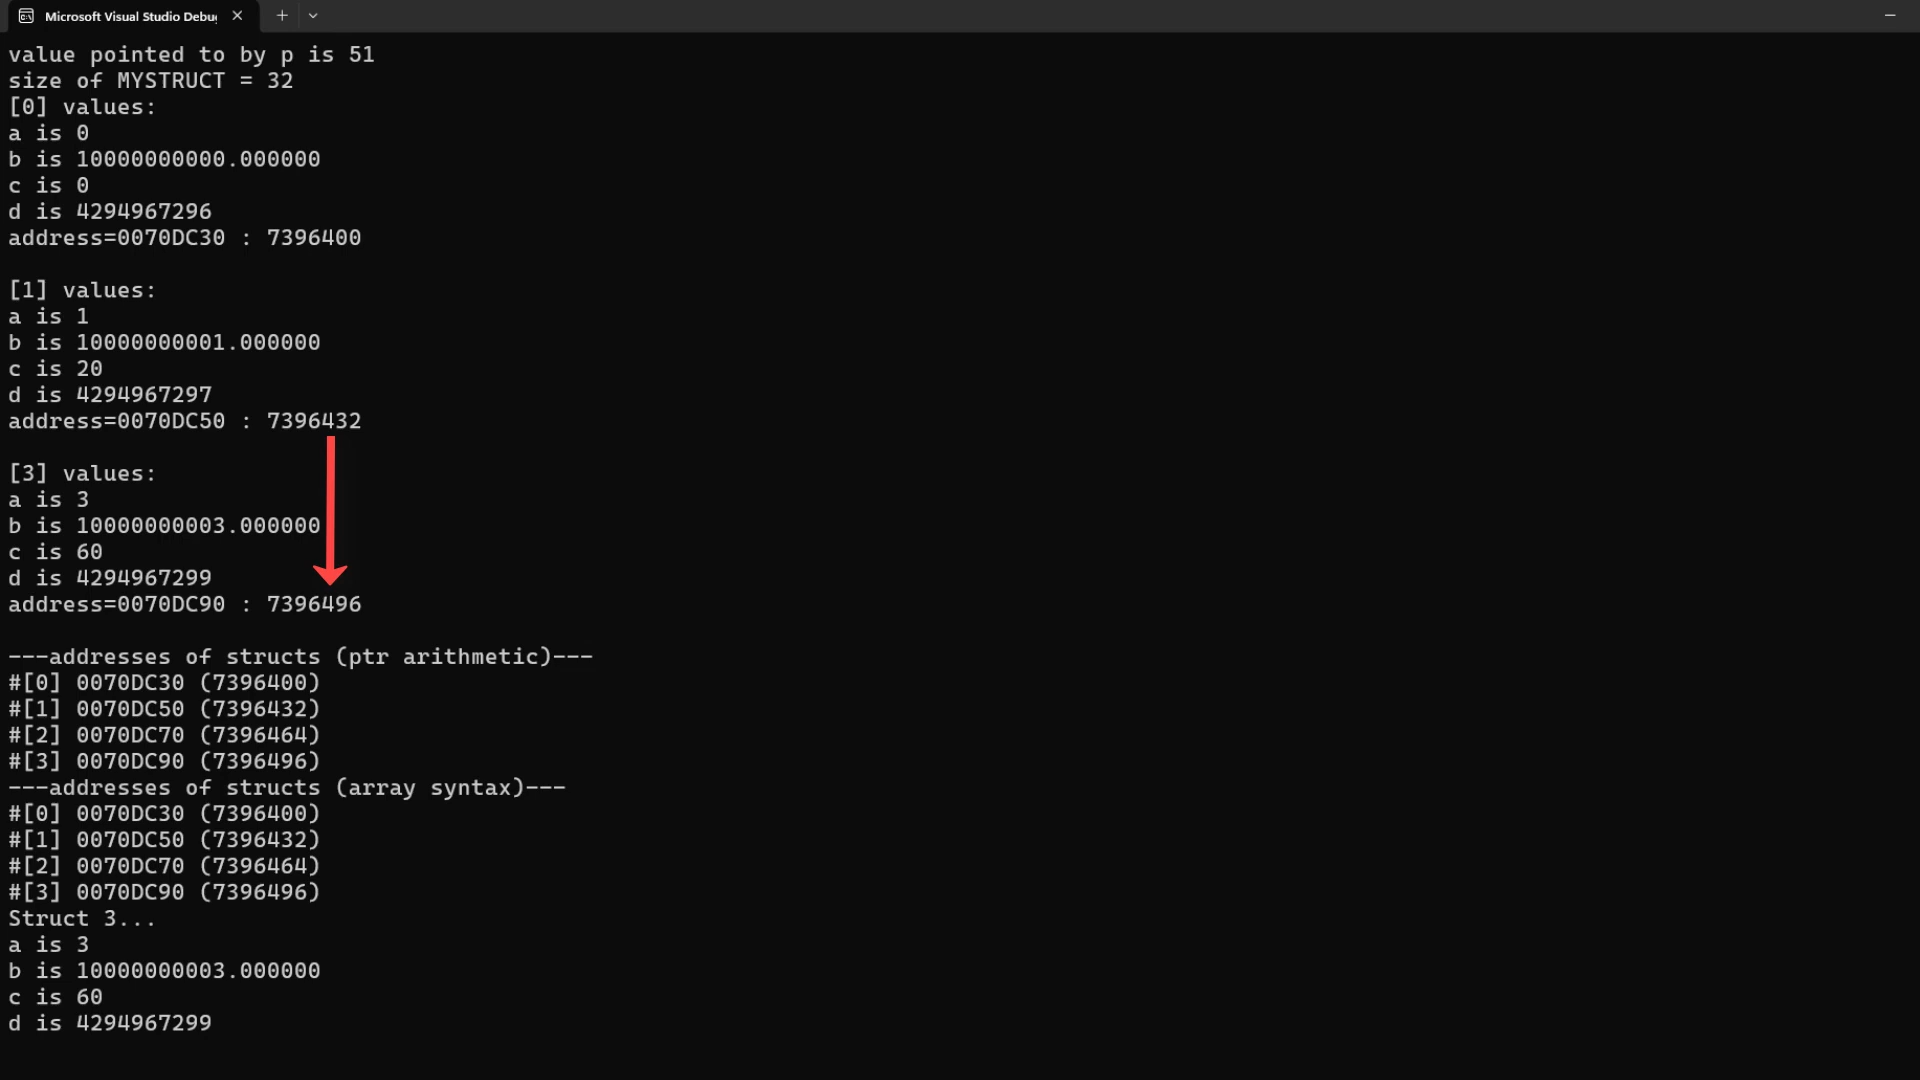 Microsoft Visual Studio Debu
value pointed to by p is 51
size of MYSTRUCT = 32
[0] values:
a is 0
b is 10000000000.000000
c is 0
d is 4294967296
address=0070DC30 : 7396400
[1] values:
a is 1
b is 10000000001.000000
c is 20
d is 4294967297
address=0070DC50 : 7396432
[3] values:
a is 3
b is 10000000003.000000
c is 60
d is 4294967299
address=0070DC90 : 7396496
---addresses of structs (ptr arithmetic)---
#[0] 0070DC30 (7396400)
#[1] 0070DC50 (7396432)
#[2] 0070DC70 (7396464)
#[3] 0070DC90 (7396496)
---addresses of structs (array syntax)---
#[0] 0070DC30 (7396400)
#[1] 0070DC50 (7396432)
#[2] 0070DC70 (7396464)
#[3] 0070DC90 (7396496)
Struct 3...
a is 3
b is 10000000003.000000
c is 60
d is 4294967299